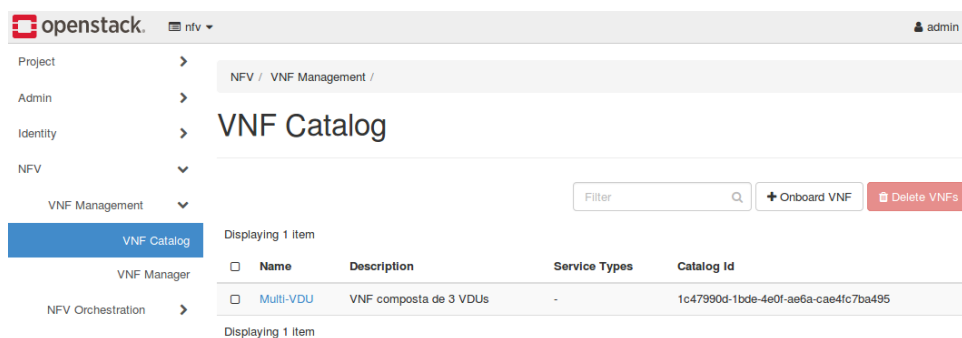 openstack. nfv admin
Project
Admin
Identity
NFV
VNF Management
VNF Catalog
VNF Manager
NFV Orchestration
NFV / VNF Management /
VNF Catalog
Filter + Onboard VNF Delete VNFs
Displaying 1 item
Name Description Service Types Catalog Id
Multi-VDU VNF composta de 3 VDUs - 1c47990d-1bde-4e0f-ae6a-cae4fc7ba495
Displaying 1 item